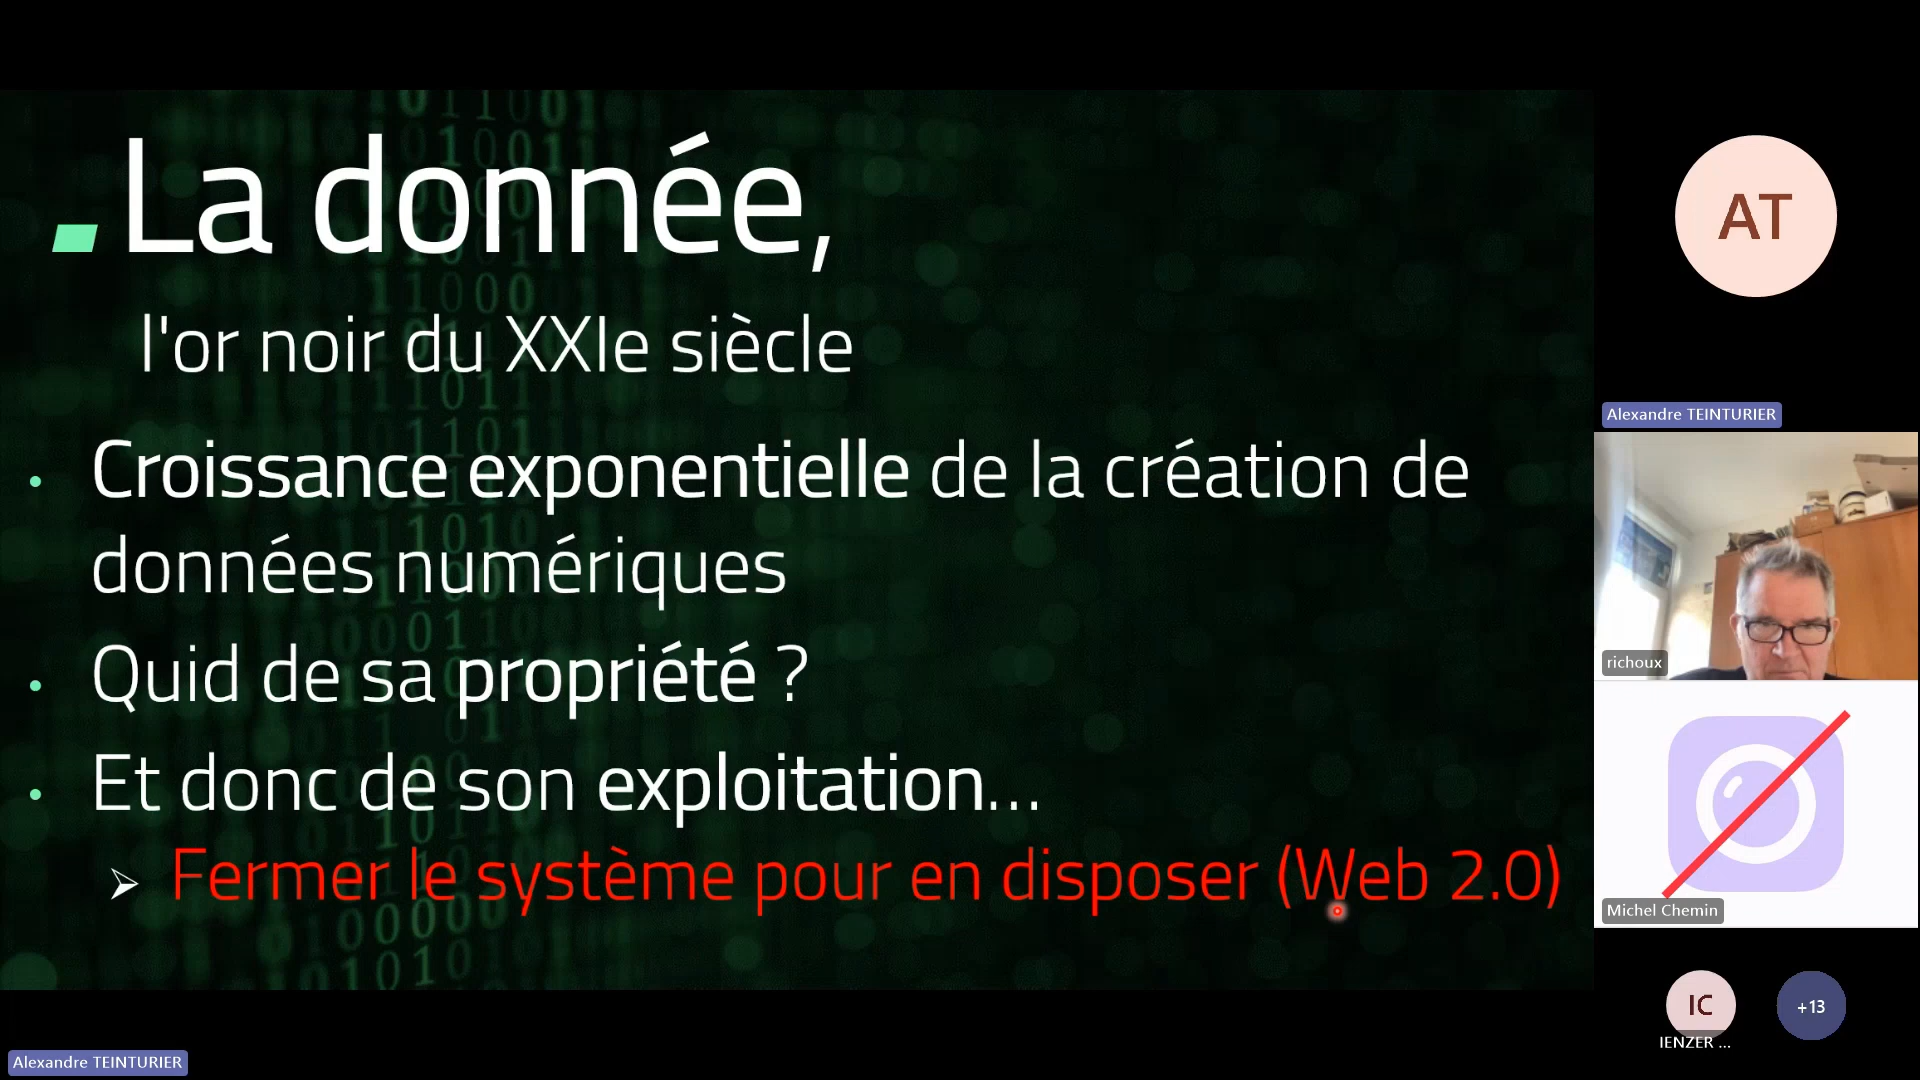 La donnée,
l'or noir du XXIe siècle
• Croissance exponentielle de la création de
données numériques
• Quid de sa propriété ?
• Et donc de son exploitation...
➢ Fermer le système pour en disposer (Web 2.0)
AT
Alexandre TEINTURIER
richoux
Michel Chemin
IC
IENZER ...
+13
Alexandre TEINTURIER